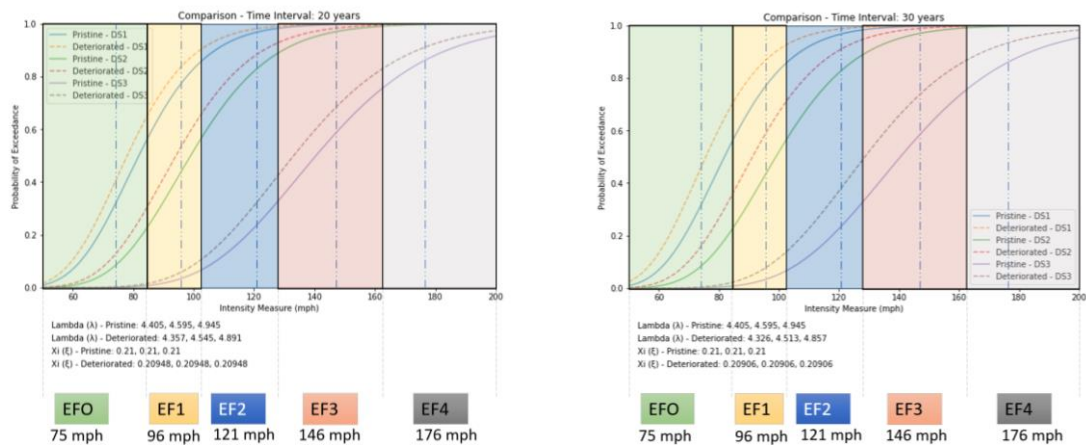 Comparison - Time Interval: 20 years
Pristine - DS1
Deteriorated - DS1
Pristine - DS2
Deteriorated - DS2
Pristine - DS3
Deteriorated - DS3
Probability of Exceedance
1.0
0.8
0.6
0.4
0.2
0.0
60
80
100
120
140
160
180
200
Intensity Measure (mph)
Lambda (λ) - Pristine: 4.405, 4.595, 4.945
Lambda (λ) - Deteriorated: 4.357, 4.545, 4.891
Xi (ξ) - Pristine: 0.21, 0.21, 0.21
Xi (ξ) - Deteriorated: 0.20948, 0.20948, 0.20948
EFO
EF1
EF2
EF3
EF4
75 mph
96 mph
121 mph
146 mph
176 mph
Comparison - Time Interval: 30 years
Probability of Exceedance
1.0
0.8
0.6
0.4
0.2
0.0
Pristine - DS1
Deteriorated - DS1
Pristine - DS2
Deteriorated - DS2
Pristine - DS3
Deteriorated - DS3
60
80
100
120
140
160
180
200
Intensity Measure (mph)
Lambda (λ) - Pristine: 4.405, 4.595, 4.945
Lambda (λ) - Deteriorated: 4.326, 4.513, 4.857
Xi (ξ) - Pristine: 0.21, 0.21, 0.21
Xi (ξ) - Deteriorated: 0.20906, 0.20906, 0.20906
EFO
EF1
EF2
EF3
EF4
75 mph
96 mph
121 mph
146 mph
176 mph